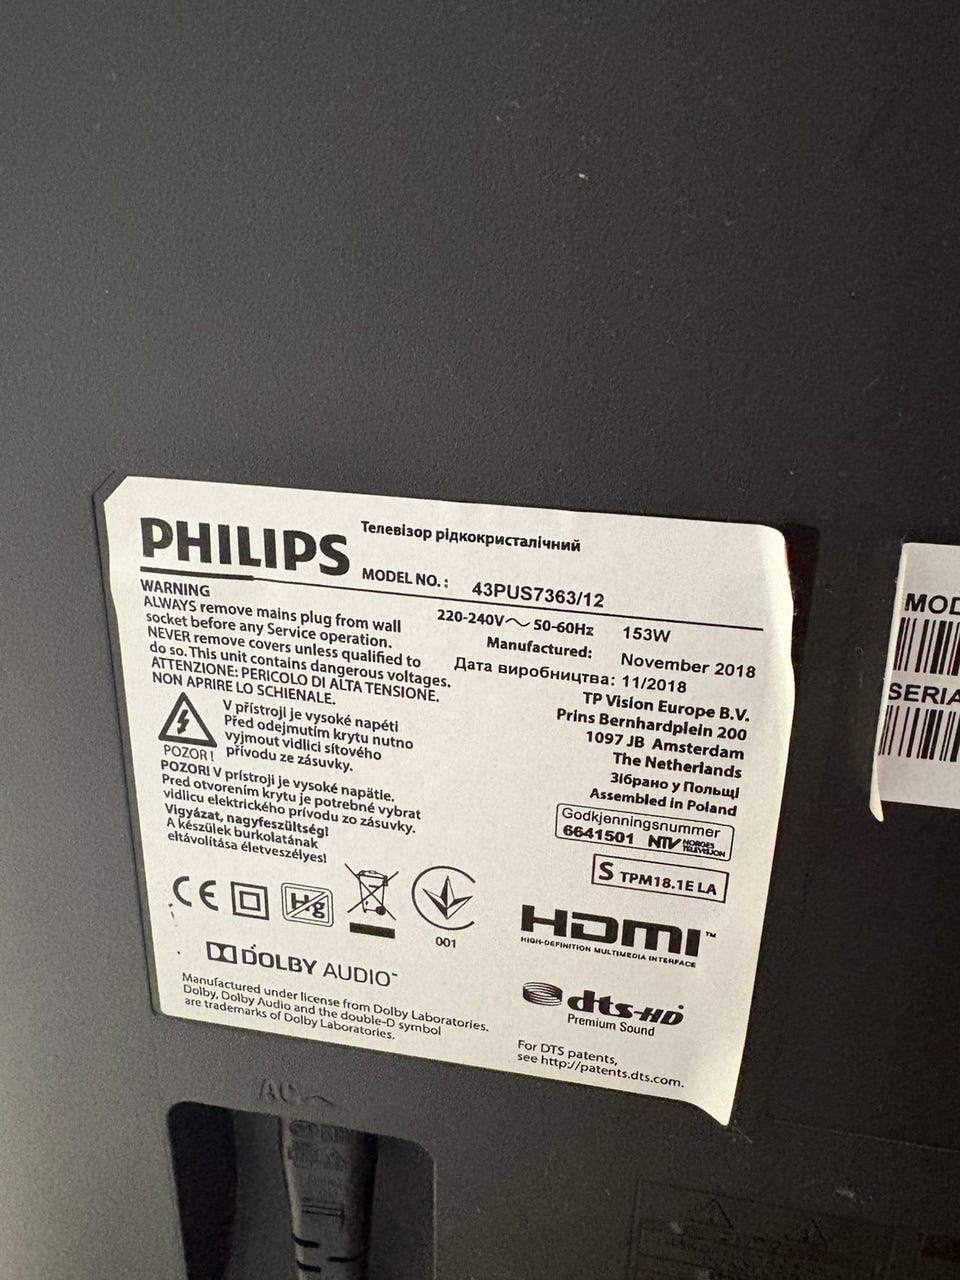 PHILIPS
Телевізор рідкокристалічний
MODEL NO.: 43PUS7363/12
220-240V~ 50-60Hz 153W
Manufactured: November 2018
Дата виробництва: 11/2018
TP Vision Europe B.V.
Prins Bernhardplein 200
1097 JB Amsterdam
The Netherlands
Зібрано у Польщі
Assembled in Poland
Godkjenningsnummer
6641501 NTV NORGES
TELEVISJON
S TPM18.1E LA
WARNING
ALWAYS remove mains plug from wall
socket before any Service operation.
NEVER remove covers unless qualified to
do so. This unit contains dangerous voltages.
ATTENZIONE: PERICOLO DI ALTA TENSIONE.
NON APRIRE LO SCHIENALE.
V přístroji je vysoké napětí
Před odejmutím krytu nutno
vyjmout vidlici síťového
přívodu ze zásuvky.
POZOR!
POZOR! V prístroji je vysoké napätie.
Pred otvorením krytu je potrebné vybrat
vidlicu elektrického prívodu zo zásuvky.
Vigyázat, nagyfeszültség!
A készülek burkolatának
eltávolítása életveszélyes!
CE
Hg
001
HDMI™
HIGH-DEFINITION MULTIMEDIA INTERFACE
DOLBY AUDIO™
Manufactured under license from Dolby Laboratories.
Dolby, Dolby Audio and the double-D symbol
are trademarks of Dolby Laboratories.
dts-HD
Premium Sound
For DTS patents,
see http://patents.dts.com.
MOD
SERIA
AC~